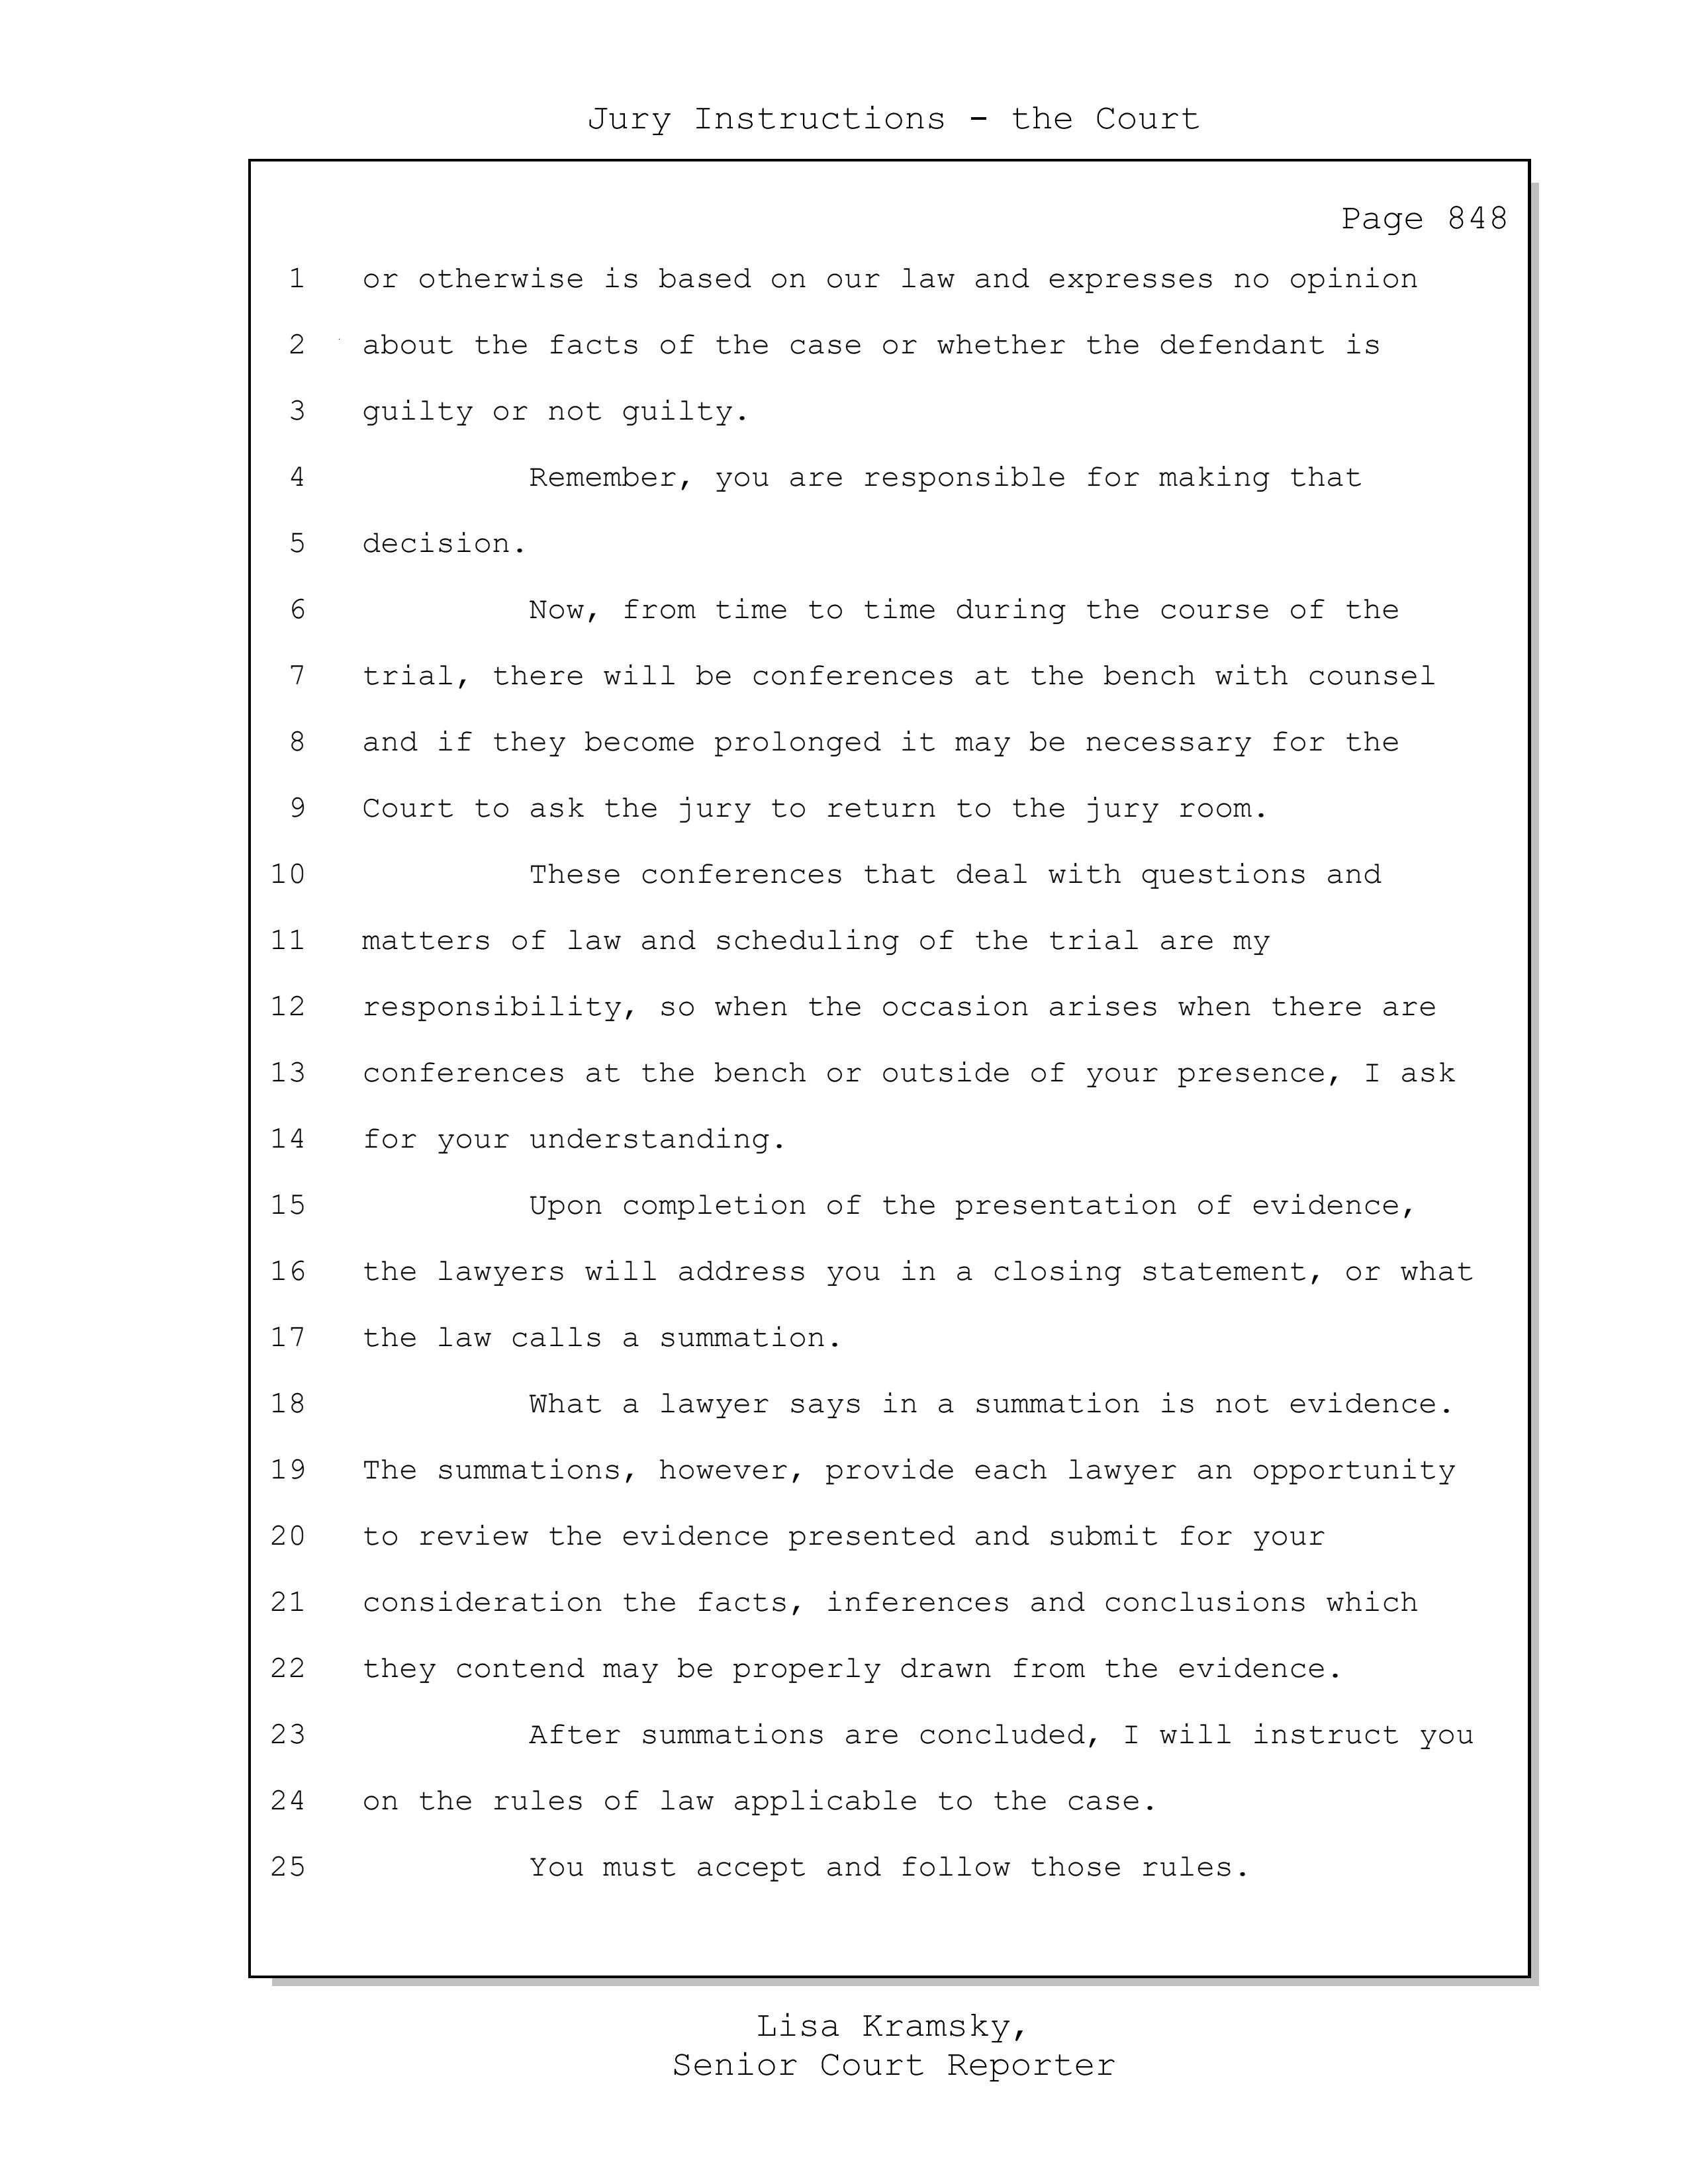 Jury Instructions - the Court
Page 848
1 or otherwise is based on our law and expresses no opinion
2 about the facts of the case or whether the defendant is
3 guilty or not guilty.
4 Remember, you are responsible for making that
5 decision.
6 Now, from time to time during the course of the
7 trial, there will be conferences at the bench with counsel
8 and if they become prolonged it may be necessary for the
9 Court to ask the jury to return to the jury room.
10 These conferences that deal with questions and
11 matters of law and scheduling of the trial are my
12 responsibility, so when the occasion arises when there are
13 conferences at the bench or outside of your presence, I ask
14 for your understanding.
15 Upon completion of the presentation of evidence,
16 the lawyers will address you in a closing statement, or what
17 the law calls a summation.
18 What a lawyer says in a summation is not evidence.
19 The summations, however, provide each lawyer an opportunity
20 to review the evidence presented and submit for your
21 consideration the facts, inferences and conclusions which
22 they contend may be properly drawn from the evidence.
23 After summations are concluded, I will instruct you
24 on the rules of law applicable to the case.
25 You must accept and follow those rules.
Lisa Kramsky,
Senior Court Reporter